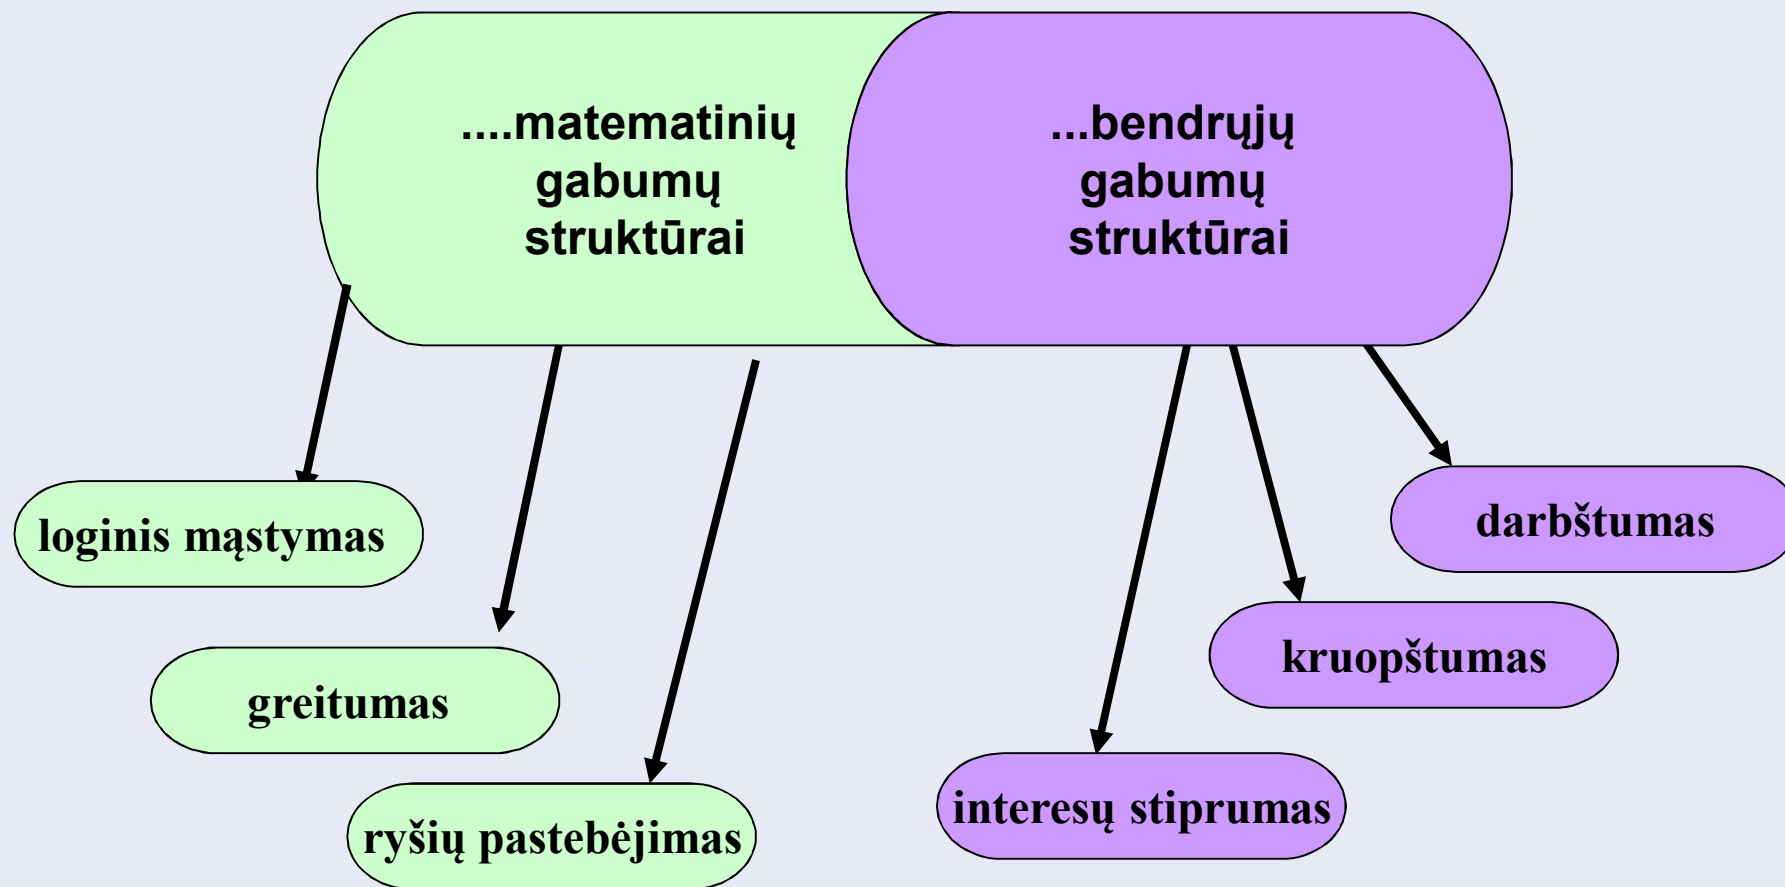 ....matematinių
gabumų
struktūrai
...bendrųjų
gabumų
struktūrai
loginis mąstymas
greitumas
ryšių pastebėjimas
interesų stiprumas
kruopštumas
darbštumas